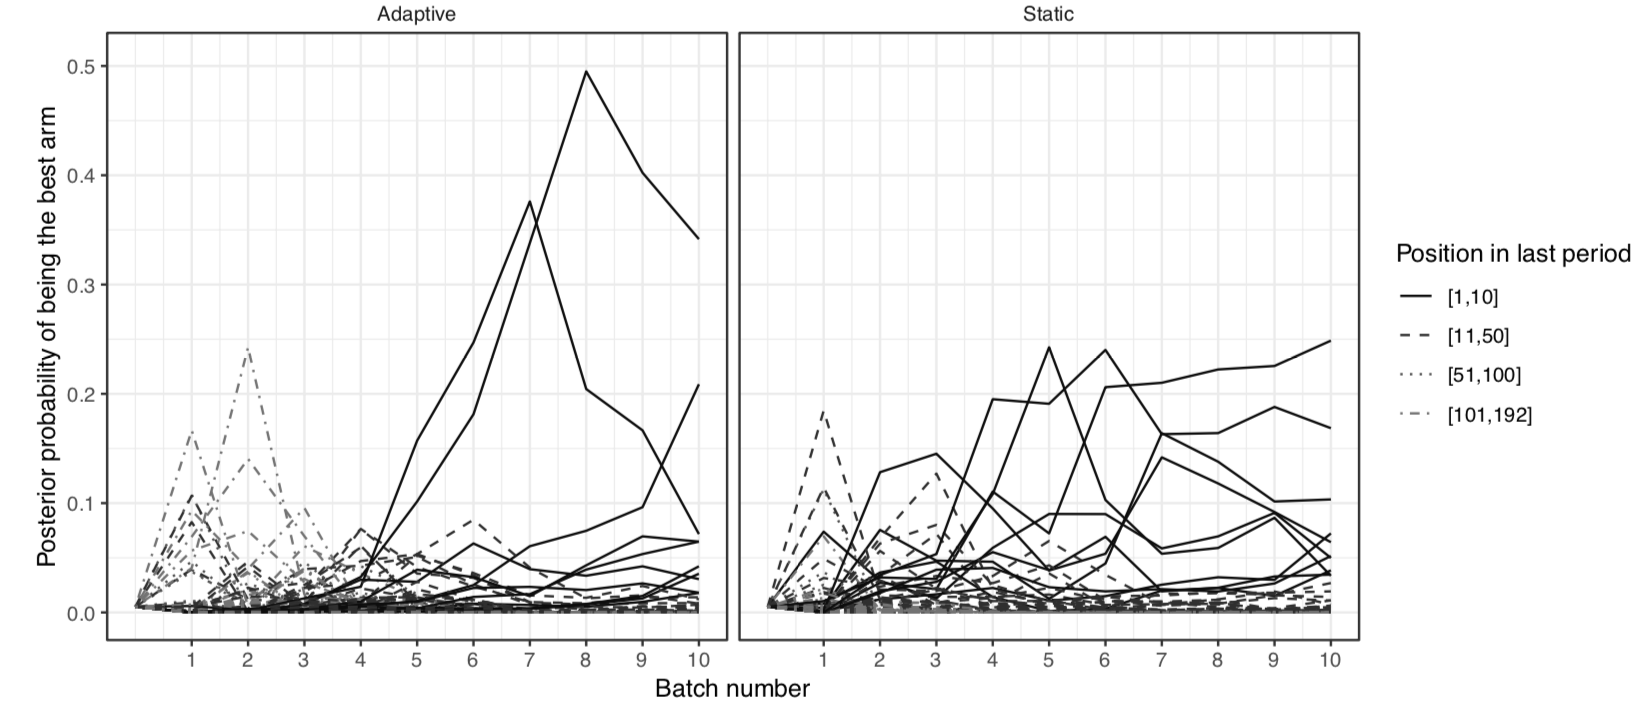 Adaptive
Static
Posterior probability of being the best arm
0.5
0.4
0.3
0.2
0.1
0.0
1 2 3 4 5 6 7 8 9 10
1 2 3 4 5 6 7 8 9 10
Batch number
Position in last period
[1,10]
[11,50]
[51,100]
[101,192]